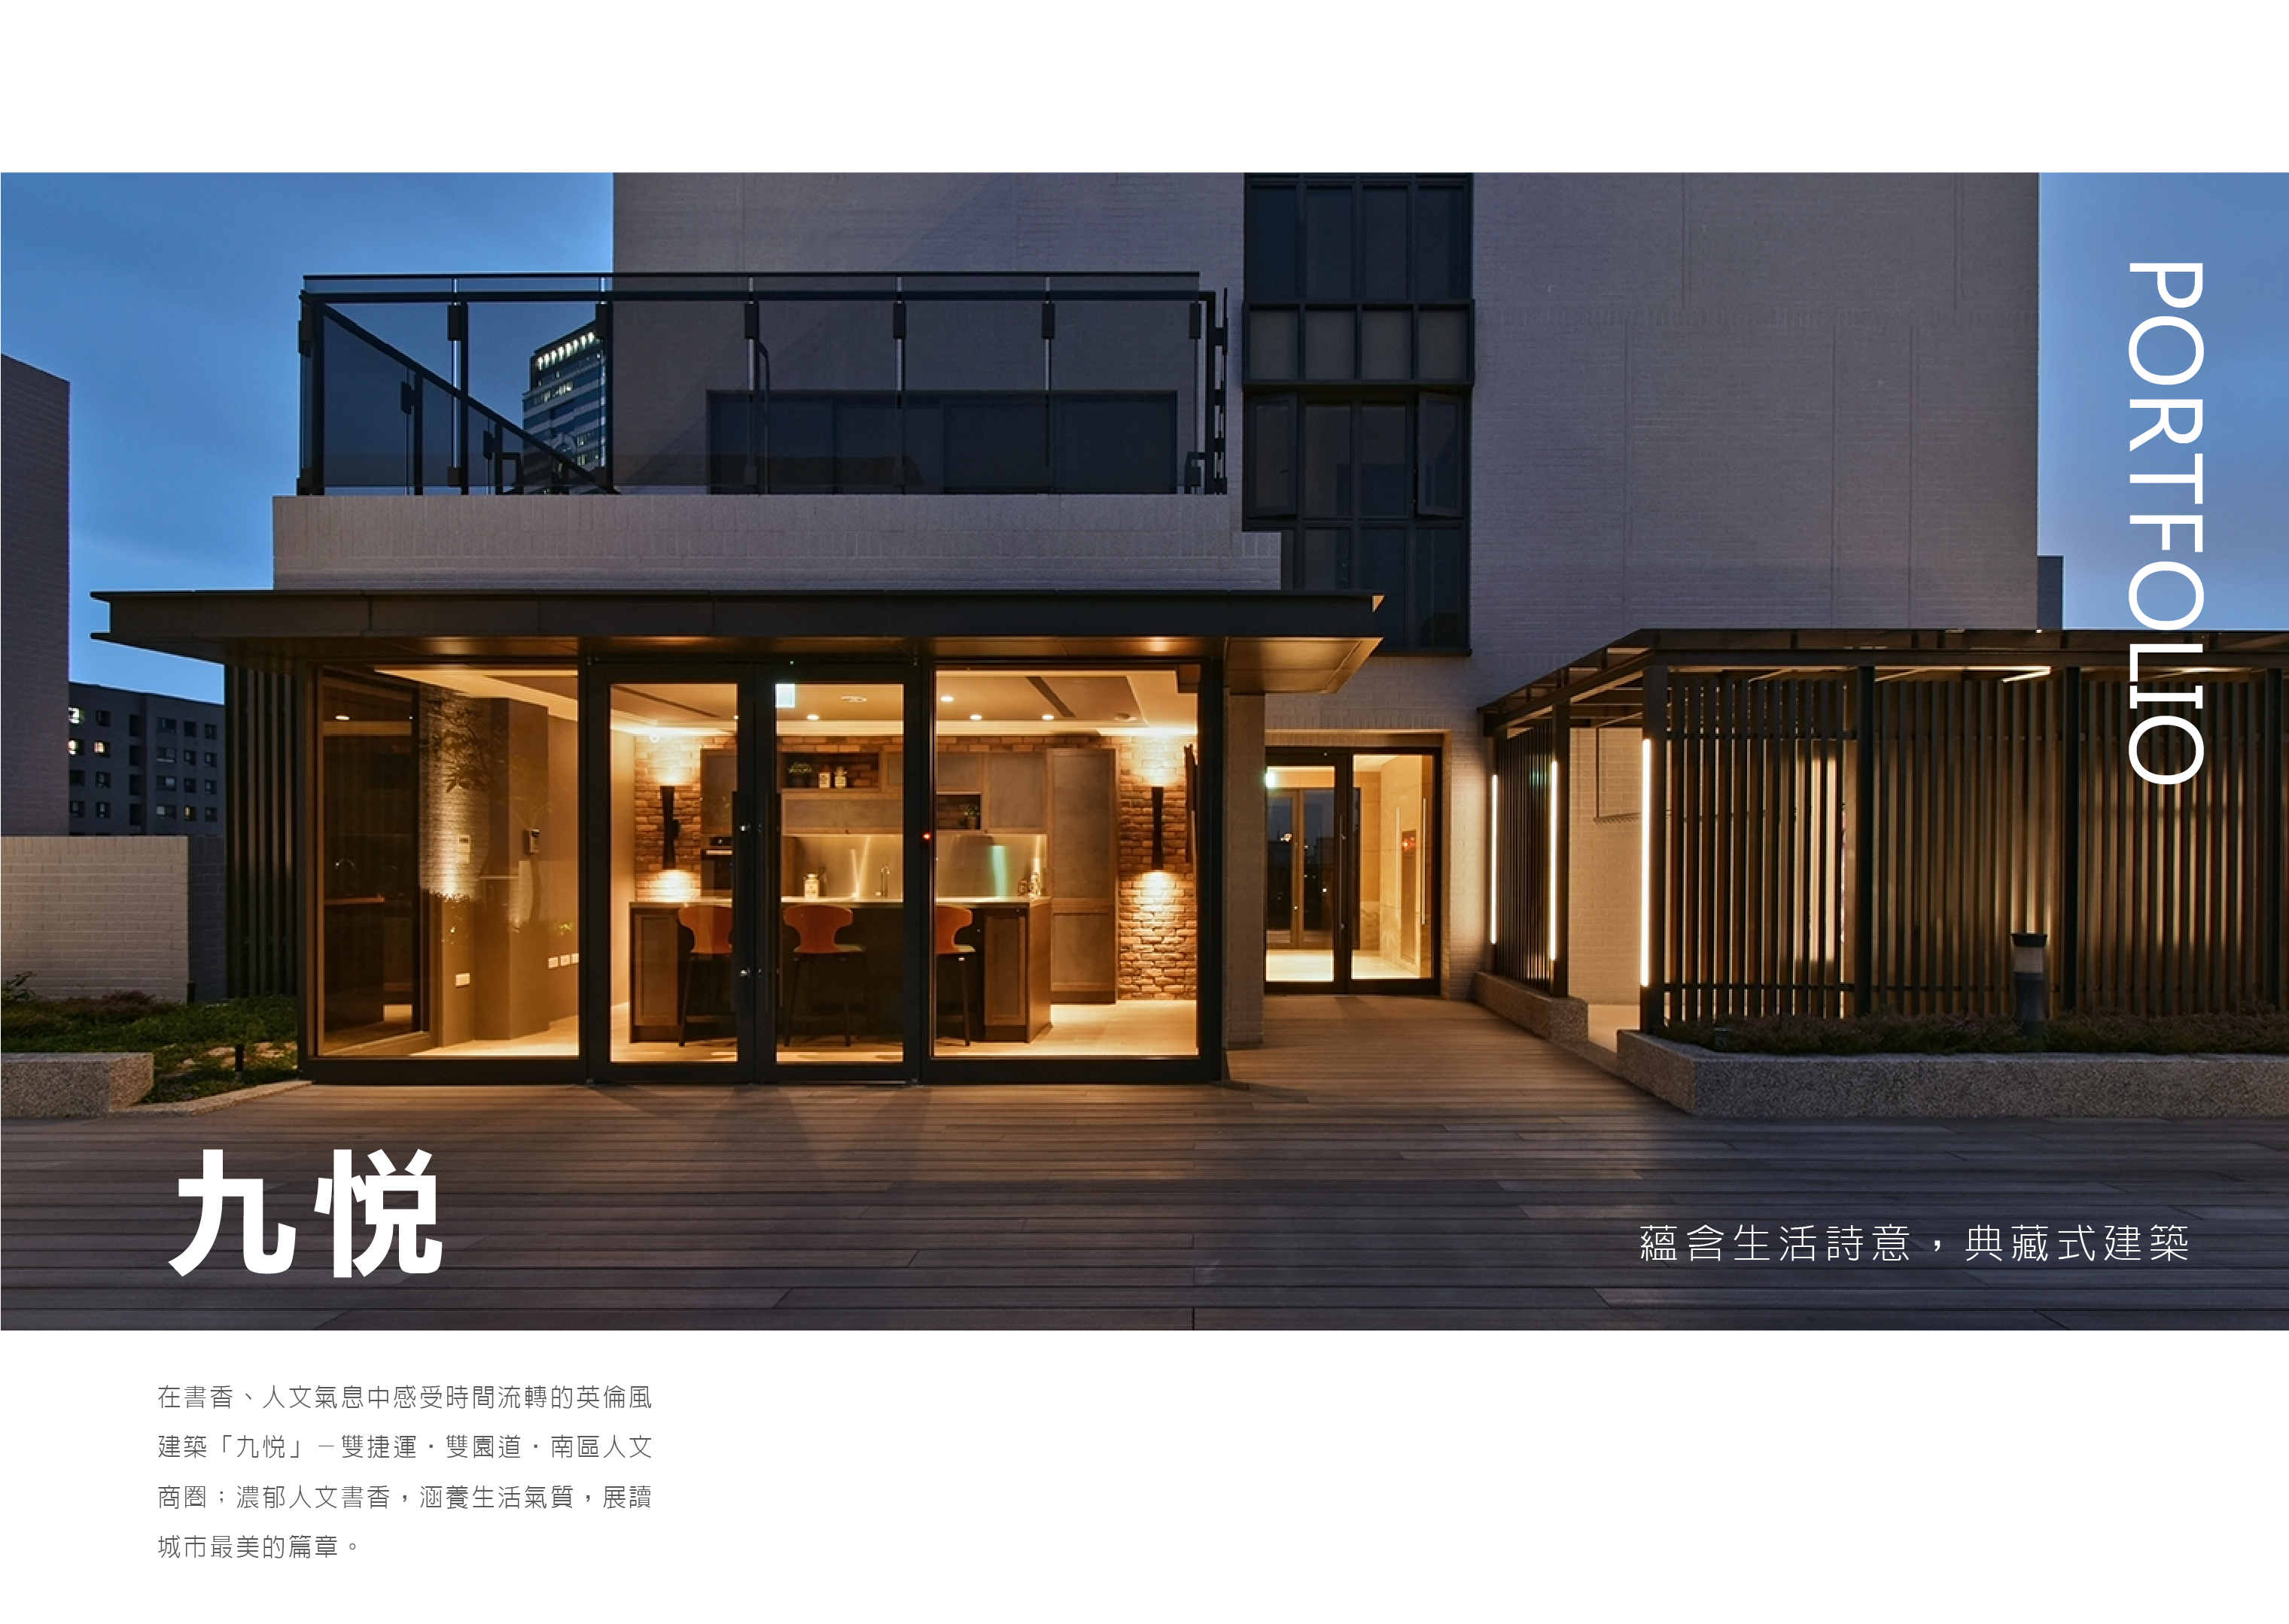 PORTFOLIO
九悦
蘊含生活詩意，典藏式建築
在書香、人文氣息中感受時間流轉的英倫風
建築「九悦」－雙捷運．雙園道．南區人文
商圈；濃郁人文書香，涵養生活氣質，展讀
城市最美的篇章。